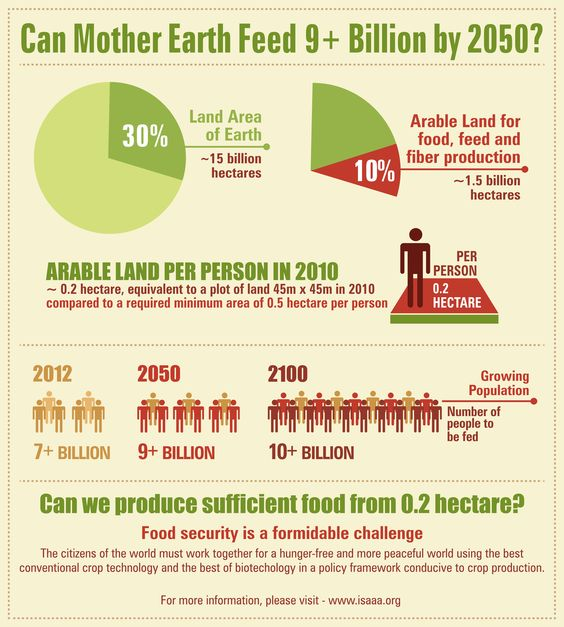 Can Mother Earth Feed 9+ Billion by 2050?
30%
Land Area
of Earth
~15 billion
hectares
10%
Arable Land for
food, feed and
fiber production
~1.5 billion
hectares
ARABLE LAND PER PERSON IN 2010
~ 0.2 hectare, equivalent to a plot of land 45m x 45m in 2010
compared to a required minimum area of 0.5 hectare per person
PER
PERSON
0.2
HECTARE
2012
7+ BILLION
2050
9+ BILLION
2100
10+ BILLION
Growing
Population
Number of
people to
be fed
Can we produce sufficient food from 0.2 hectare?
Food security is a formidable challenge
The citizens of the world must work together for a hunger-free and more peaceful world using the best
conventional crop technology and the best of biotechnology in a policy framework conducive to crop production.
For more information, please visit - www.isaaa.org